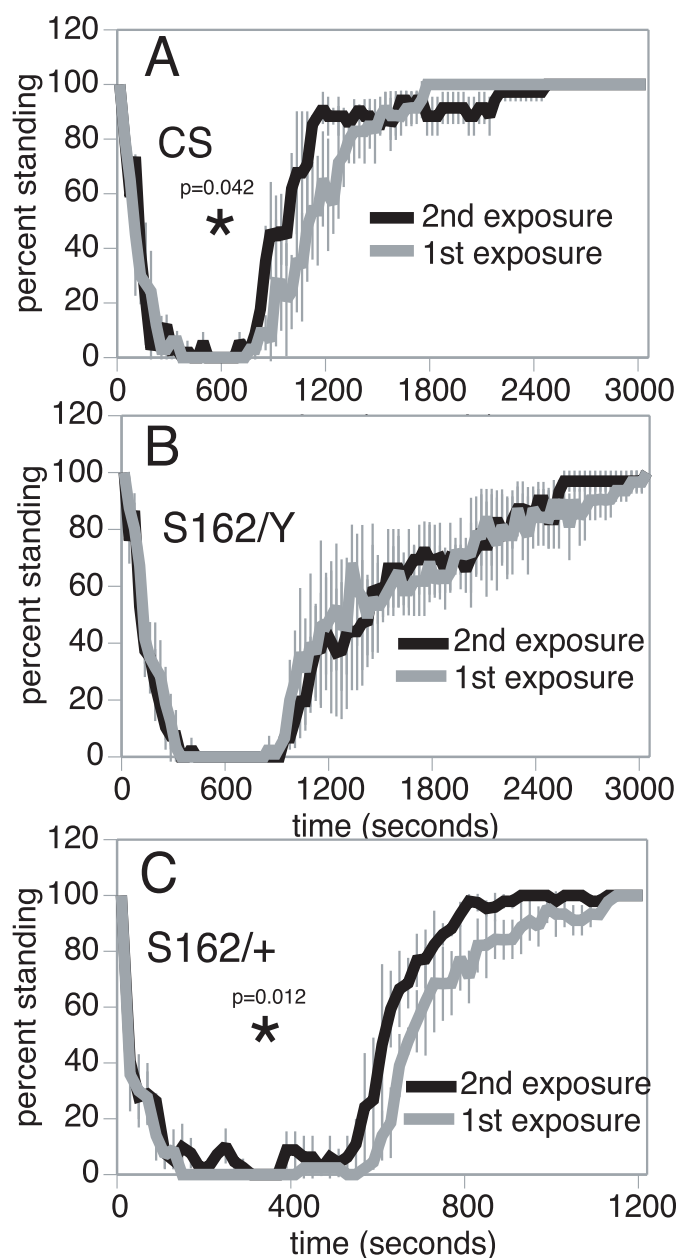 120
A
100
80
CS
60
p=0.042
*
2nd exposure
40
1st exposure
20
0
percent standing
0 600 1200 1800 2400 3000
120
B
100
80
S162/Y
60
40
2nd exposure
1st exposure
20
0
percent standing
0 600 1200 1800 2400 3000
time (seconds)
120
C
100
80
S162/+
60
p=0.012
*
40
2nd exposure
20
1st exposure
0
percent standing
0 400 800 1200
time (seconds)